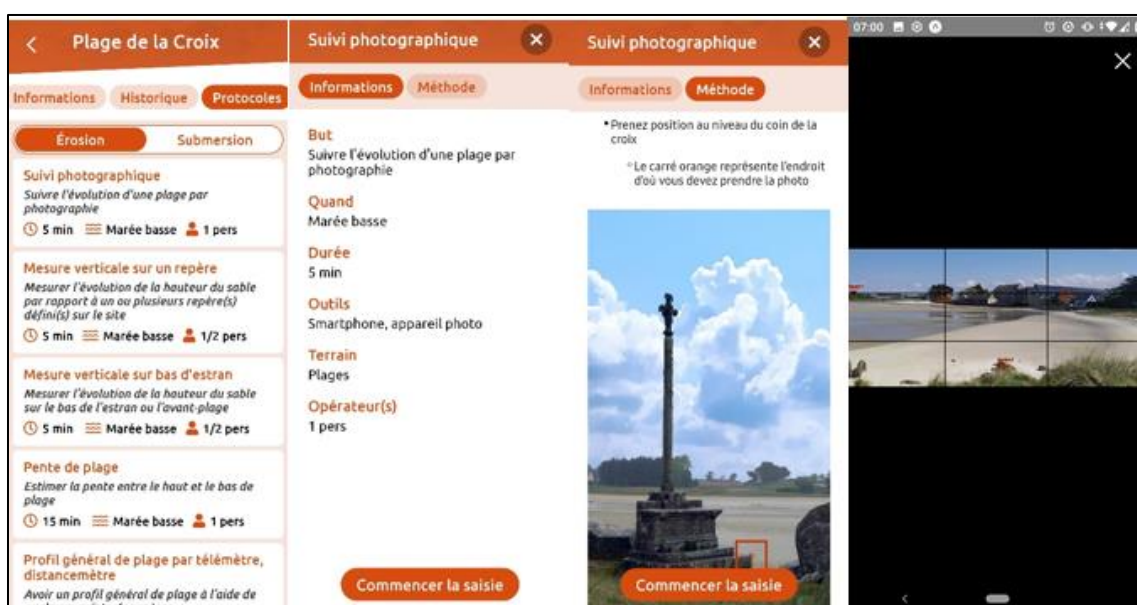 Plage de la Croix
Informations Historique Protocoles
Érosion Submersion
Suivi photographique
Suivre l'évolution d'une plage par
photographie
5 min Marée basse 1 pers
Mesure verticale sur un repère
Mesurer l'évolution de la hauteur du sable
par rapport à un ou plusieurs repère(s)
défini(s) sur le site
5 min Marée basse 1/2 pers
Mesure verticale sur bas d'estran
Mesurer l'évolution de la hauteur du sable
sur le bas de l'estran ou l'avant-plage
5 min Marée basse 1/2 pers
Pente de plage
Estimer la pente entre le haut et le bas de
plage
15 min Marée basse 1 pers
Profil général de plage par télémètre,
distancemètre
Avoir un profil général de plage à l'aide de
Suivi photographique
Informations Méthode
But
Suivre l'évolution d'une plage par
photographie
Quand
Marée basse
Durée
5 min
Outils
Smartphone, appareil photo
Terrain
Plages
Opérateur(s)
1 pers
Commencer la saisie
Suivi photographique
Informations Méthode
• Prenez position au niveau du coin de la
croix
◦ Le carré orange représente l'endroit
d'où vous devez prendre la photo
Commencer la saisie
07:00